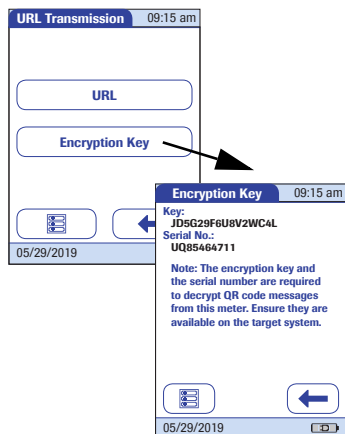 URL Transmission 09:15 am
URL
Encryption Key
05/29/2019
Encryption Key 09:15 am
Key:
JD5G29F6U8V2WC4L
Serial No.:
UQ85464711
Note: The encryption key and
the serial number are required
to decrypt QR code messages
from this meter. Ensure they are
available on the target system.
05/29/2019